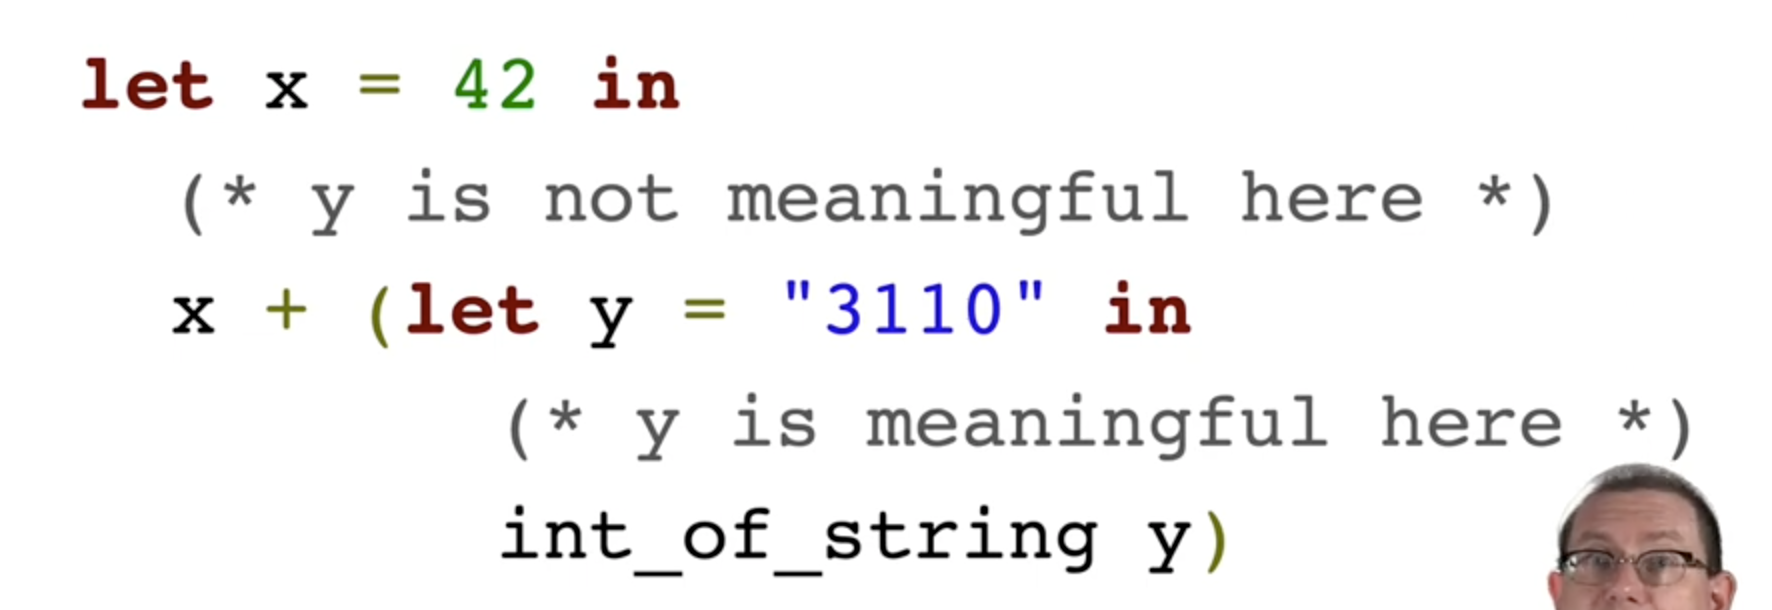 let x = 42 in
(* y is not meaningful here *)
x + (let y = "3110" in
(* y is meaningful here *)
int_of_string y)